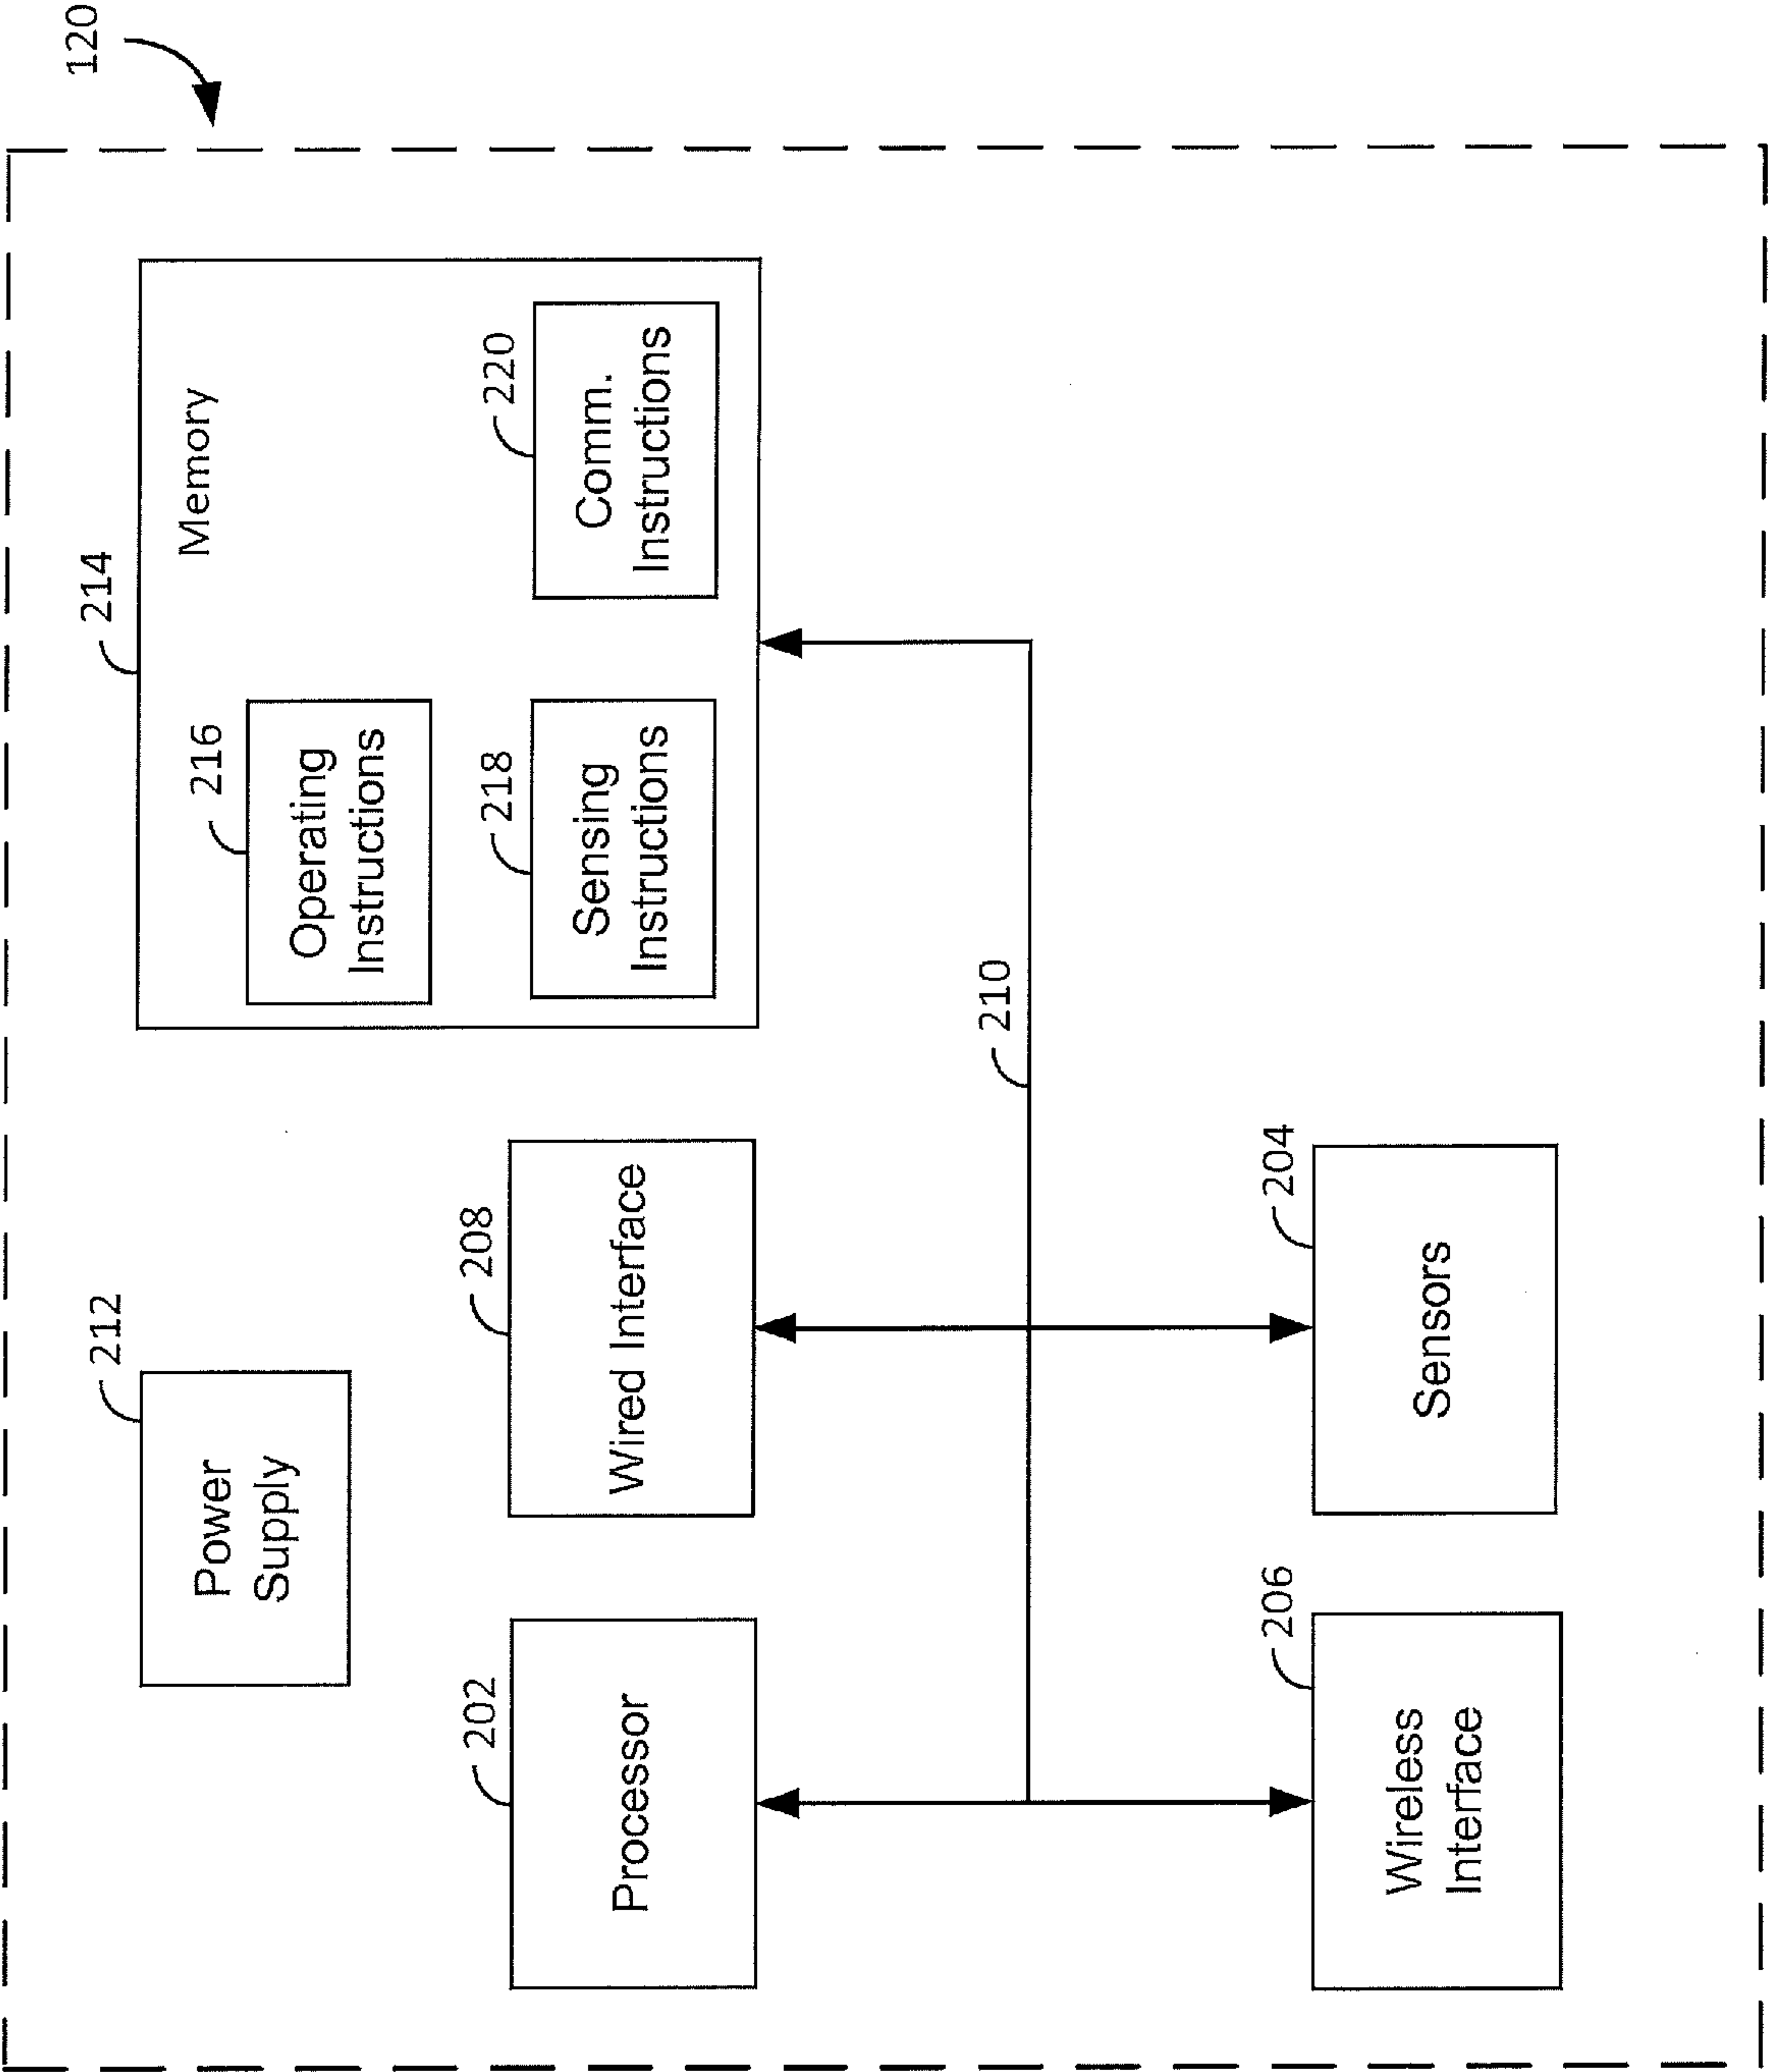 120
214
Memory
212
Power
Supply
216
Operating
Instructions
202
Processor
208
Wired Interface
218
Sensing
Instructions
220
Comm.
Instructions
210
206
Wireless
Interface
204
Sensors